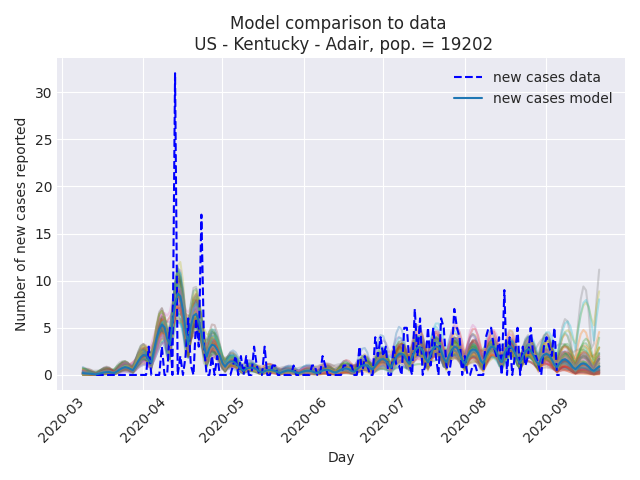 Model comparison to data
US - Kentucky - Adair, pop. = 19202
new cases data
new cases model
Number of new cases reported
30
25
20
15
10
5
0
2020-03
2020-04
2020-05
2020-06
2020-07
2020-08
2020-09
Day